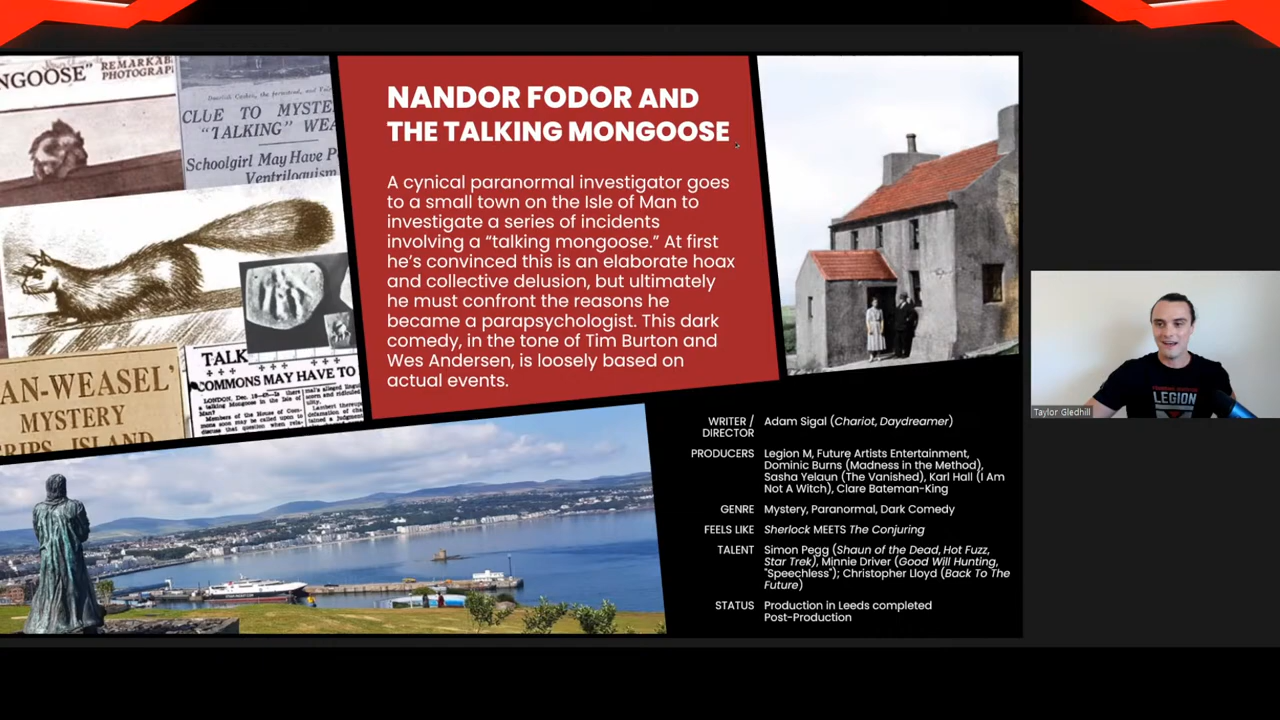 NGOOSE" REMARKAB
PHOTOGRAPH
CLUE TO MYSTE
"TALKING" WEA
Schoolgirl May Have P
Ventriloquism
AN-WEASEL'
MYSTERY
GRIPS ISLAND
TALK
COMMONS MAY HAVE TO
NANDOR FODOR AND
THE TALKING MONGOOSE
A cynical paranormal investigator goes
to a small town on the Isle of Man to
investigate a series of incidents
involving a “talking mongoose.” At first
he’s convinced this is an elaborate hoax
and collective delusion, but ultimately
he must confront the reasons he
became a parapsychologist. This dark
comedy, in the tone of Tim Burton and
Wes Andersen, is loosely based on
actual events.
WRITER / DIRECTOR Adam Sigal (Chariot, Daydreamer)
PRODUCERS Legion M, Future Artists Entertainment,
Dominic Burns (Madness in the Method),
Sasha Yelaun (The Vanished), Karl Hall (I Am
Not A Witch), Clare Bateman-King
GENRE Mystery, Paranormal, Dark Comedy
FEELS LIKE Sherlock MEETS The Conjuring
TALENT Simon Pegg (Shaun of the Dead, Hot Fuzz,
Star Trek), Minnie Driver (Good Will Hunting,
"Speechless"); Christopher Lloyd (Back To The
Future)
STATUS Production in Leeds completed
Post-Production
LEGION
Taylor Gledhill